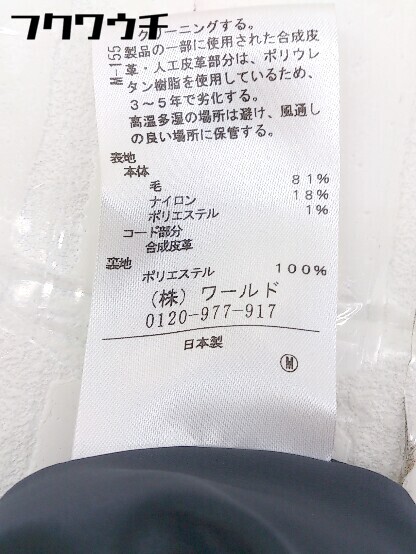 フクウクチ
M-155
クリーニングする。
製品の一部に使用された合成皮
革・人工皮革部分は、ポリウレ
タン樹脂を使用しているため、
3～5年で劣化する。
高温多湿の場所は避け、風通し
の良い場所に保管する。
表地
本体
毛 81%
ナイロン 18%
ポリエステル 1%
コード部分
合成皮革
裏地
ポリエステル 100%
(株)ワールド
0120-977-917
日本製
M